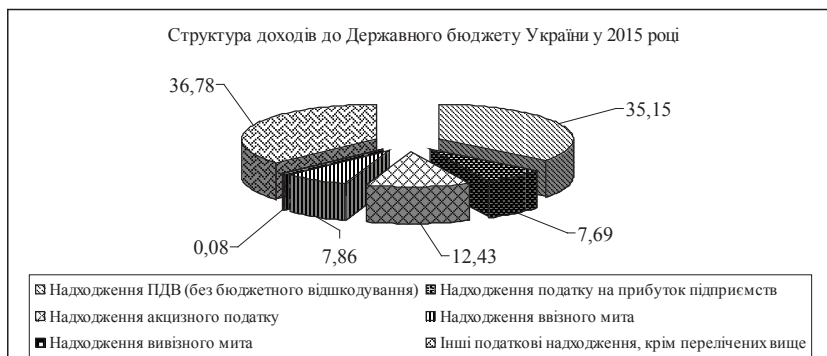 Структура доходів до Державного бюджету України у 2015 році
36,78
35,15
0,08
7,86
12,43
7,69
Надходження ПДВ (без бюджетного відшкодування)
Надходження податку на прибуток підприємств
Надходження акцизного податку
Надходження ввізного мита
Надходження вивізного мита
Інші податкові надходження, крім перелічених вище